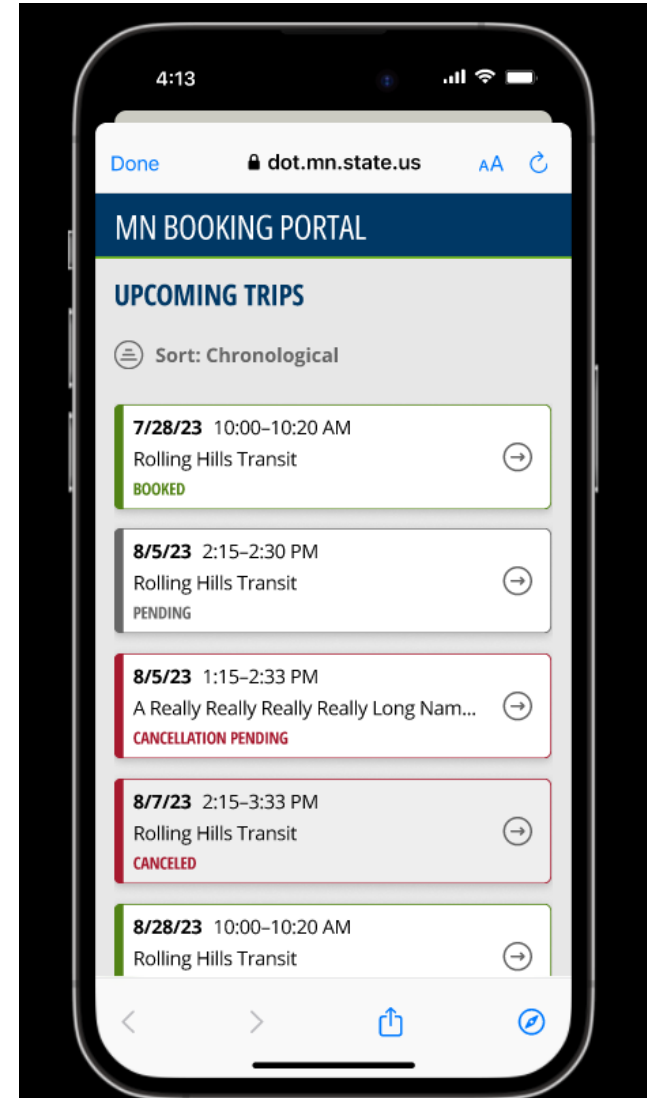 4:13
Done dot.mn.state.us AA
MN BOOKING PORTAL
UPCOMING TRIPS
Sort: Chronological
7/28/23 10:00–10:20 AM
Rolling Hills Transit
BOOKED
8/5/23 2:15–2:30 PM
Rolling Hills Transit
PENDING
8/5/23 1:15–2:33 PM
A Really Really Really Really Long Nam...
CANCELLATION PENDING
8/7/23 2:15–3:33 PM
Rolling Hills Transit
CANCELED
8/28/23 10:00–10:20 AM
Rolling Hills Transit